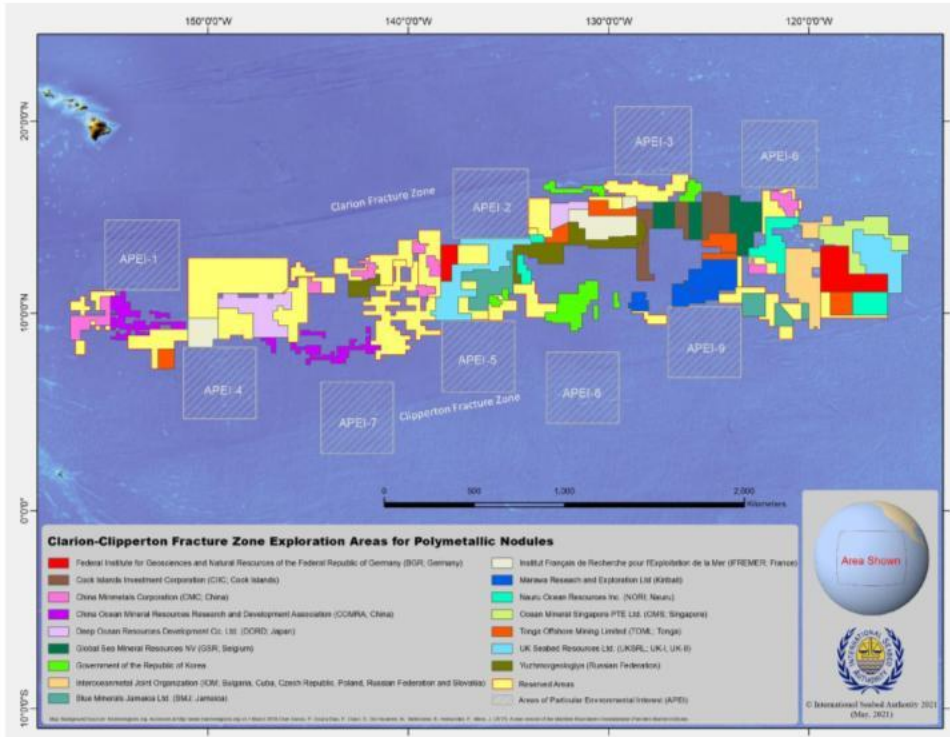 150°0'0"W 140°0'0"W 130°0'0"W 120°0'0"W
20°0'0"N
10°0'0"N
0°0'0"
10°0'0"S
APEI-3
APEI-6
Clarion Fracture Zone
APEI-2
APEI-1
APEI-5
APEI-9
APEI-4
APEI-8
APEI-7
Clipperton Fracture Zone
0 500 1,000 2,000
Kilometers
Clarion-Clipperton Fracture Zone Exploration Areas for Polymetallic Nodules
Federal Institute for Geosciences and Natural Resources of the Federal Republic of Germany (BGR; Germany)
Cook Islands Investment Corporation (CIIC; Cook Islands)
China Minmetals Corporation (CMC; China)
China Ocean Mineral Resources Research and Development Association (COMRA; China)
Deep Ocean Resources Development Co. Ltd. (DORD; Japan)
Global Sea Mineral Resources NV (GSR; Belgium)
Government of the Republic of Korea
Interoceanmetal Joint Organization (IOM; Bulgaria, Cuba, Czech Republic, Poland, Russian Federation and Slovakia)
Blue Minerals Jamaica Ltd. (BMJ; Jamaica)
Institut Français de Recherche pour l'Exploitation de la Mer (IFREMER; France)
Marawa Research and Exploration Ltd (Kiribati)
Nauru Ocean Resources Inc. (NORI; Nauru)
Ocean Mineral Singapore PTE Ltd. (OMS; Singapore)
Tonga Offshore Mining Limited (TOML; Tonga)
UK Seabed Resources Ltd. (UKSRL; UK-I, UK-II)
Yuzhmorgeologiya (Russian Federation)
Reserved Areas
Areas of Particular Environmental Interest (APEI)
Area Shown
INTERNATIONAL SEABED AUTHORITY
© International Seabed Authority 2021
(May, 2021)